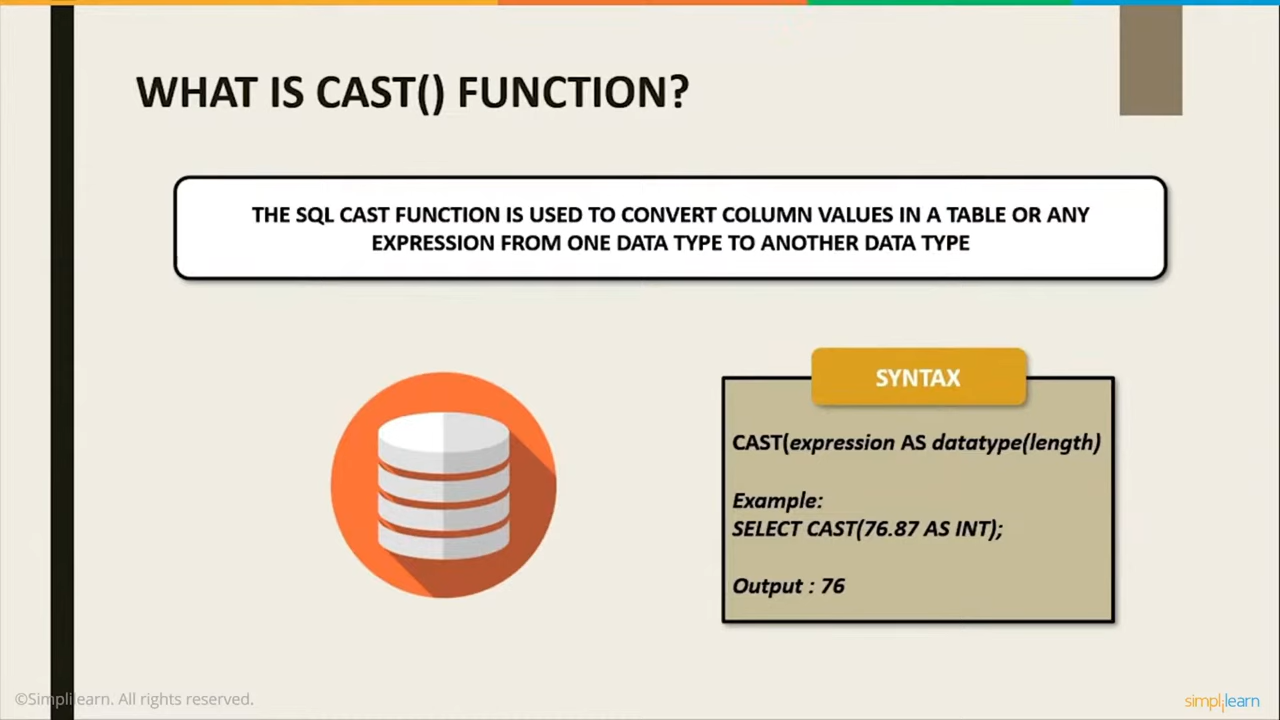 WHAT IS CAST() FUNCTION?
THE SQL CAST FUNCTION IS USED TO CONVERT COLUMN VALUES IN A TABLE OR ANY
EXPRESSION FROM ONE DATA TYPE TO ANOTHER DATA TYPE
SYNTAX
CAST(expression AS datatype(length)
Example:
SELECT CAST(76.87 AS INT);
Output : 76
©Simplilearn. All rights reserved.
simplilearn